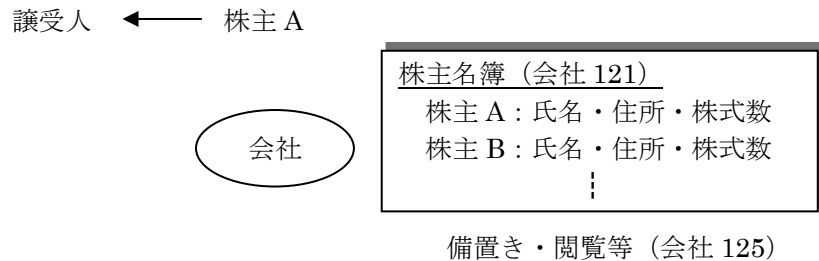 譲受人 株主 A
株主名簿（会社 121）
株主 A：氏名・住所・株式数
会社
株主 B：氏名・住所・株式数
備置き・閲覧等（会社 125）